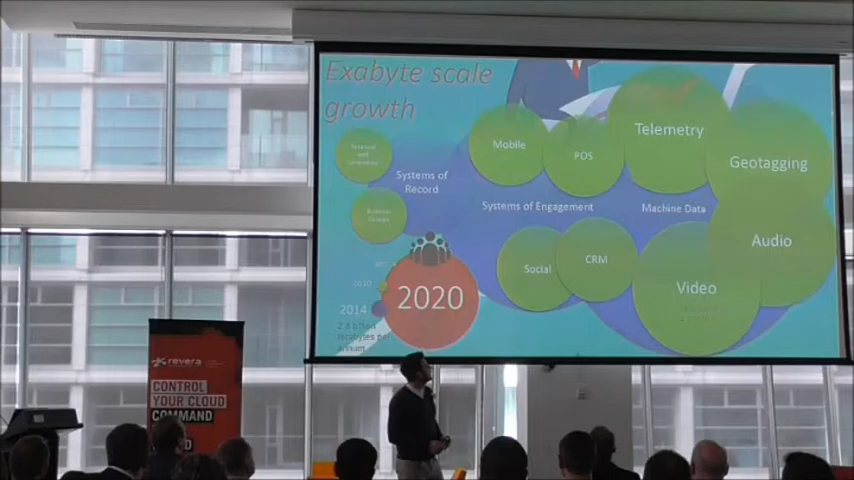 Exabyte scale
growth
Systems of
Record
Mobile
POS
Telemetry
Geotagging
Systems of Engagement
Machine Data
Social
CRM
Video
Audio
2014
2020
revera
CONTROL
YOUR CLOUD
COMMAND